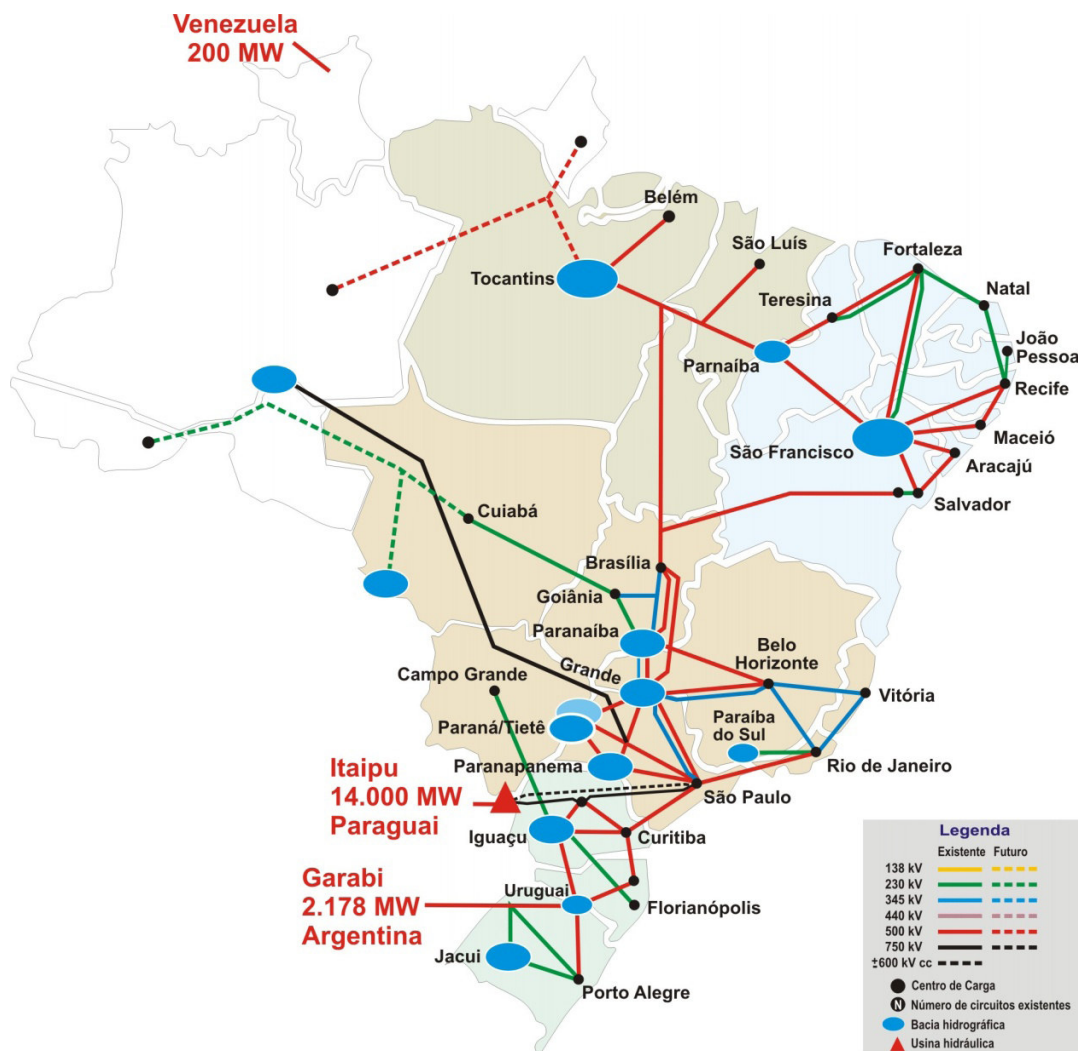 Venezuela
200 MW
Belém
São Luís
Fortaleza
Tocantins
Teresina
Natal
João
Pessoa
Parnaíba
Recife
Maceió
São Francisco
Aracajú
Salvador
Cuiabá
Brasília
Goiânia
Paranaíba
Belo
Horizonte
Grande
Campo Grande
Vitória
Paraná/Tietê
Paraíba
do Sul
Paranapanema
Rio de Janeiro
São Paulo
Itaipu
14.000 MW
Paraguai
Iguaçu
Curitiba
Garabi
2.178 MW
Argentina
Uruguai
Florianópolis
Jacui
Porto Alegre
Legenda
Existente Futuro
138 kV
230 kV
345 kV
440 kV
500 kV
750 kV
±600 kV cc
Centro de Carga
N Número de circuitos existentes
Bacia hidrográfica
Usina hidráulica